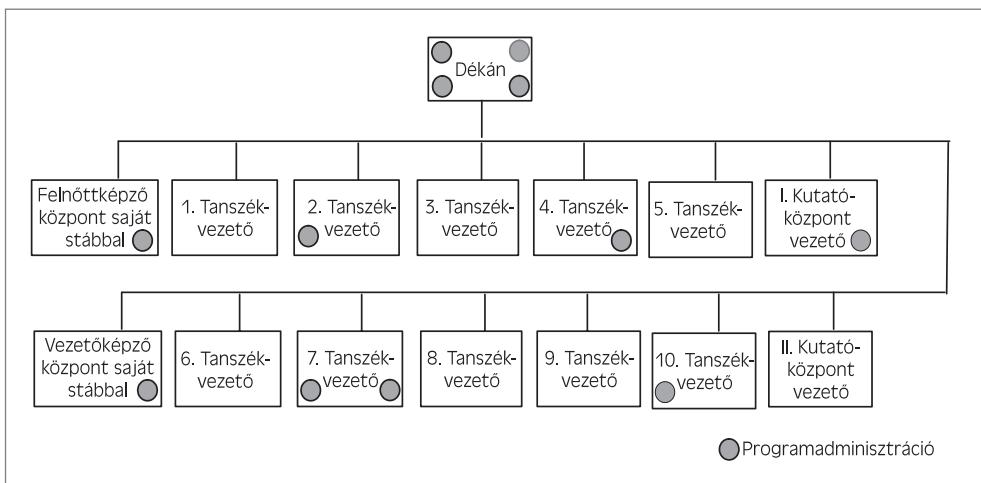 Dékán
Felnőttképző
központ saját
stábbal
1. Tanszék-
vezető
2. Tanszék-
vezető
3. Tanszék-
vezető
4. Tanszék-
vezető
5. Tanszék-
vezető
I. Kutató-
központ
vezető
Vezetőképző
központ saját
stábbal
6. Tanszék-
vezető
7. Tanszék-
vezető
8. Tanszék-
vezető
9. Tanszék-
vezető
10. Tanszék-
vezető
II. Kutató-
központ
vezető
Programadminisztráció